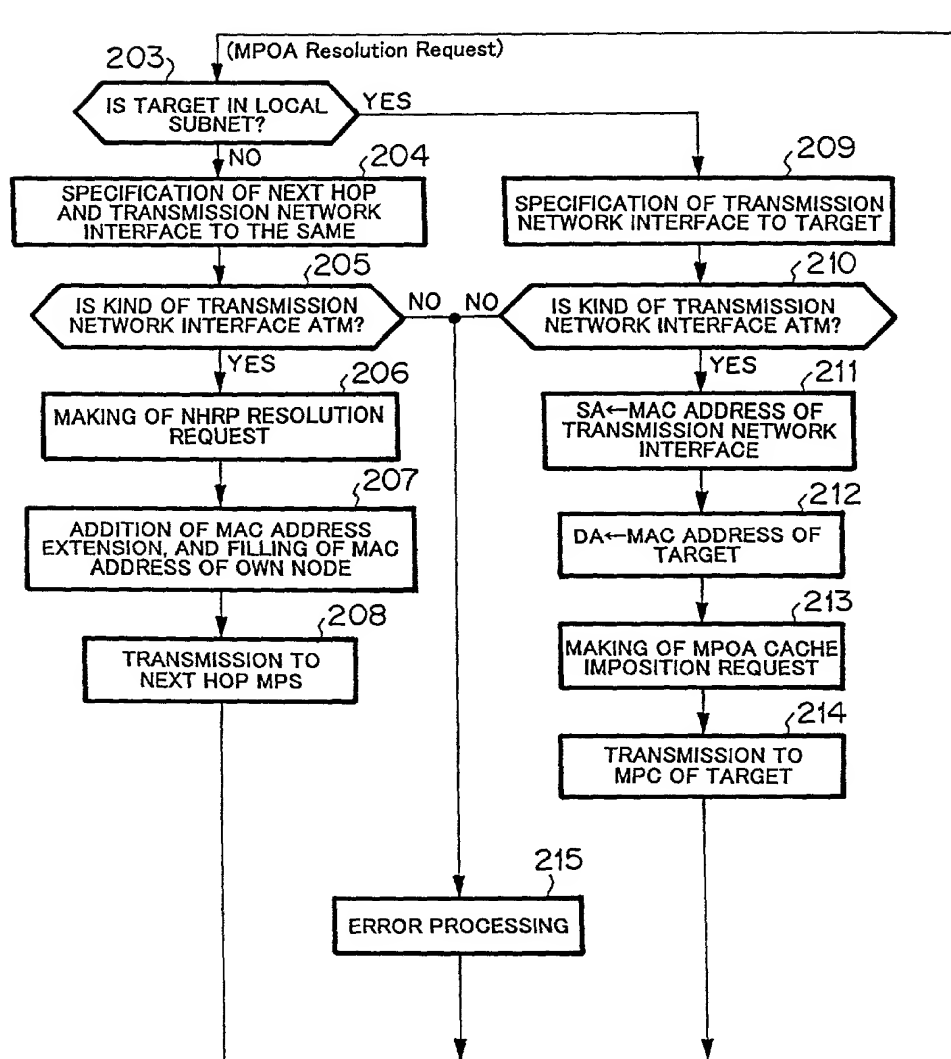 (MPOA Resolution Request)
203
IS TARGET IN LOCAL
SUBNET?
YES
NO
204
SPECIFICATION OF NEXT HOP
AND TRANSMISSION NETWORK
INTERFACE TO THE SAME
205
IS KIND OF TRANSMISSION
NETWORK INTERFACE ATM?
NO
YES
206
MAKING OF NHRP RESOLUTION
REQUEST
207
ADDITION OF MAC ADDRESS
EXTENSION, AND FILLING OF MAC
ADDRESS OF OWN NODE
208
TRANSMISSION TO
NEXT HOP MPS
209
SPECIFICATION OF TRANSMISSION
NETWORK INTERFACE TO TARGET
210
IS KIND OF TRANSMISSION
NETWORK INTERFACE ATM?
NO
YES
211
SA←MAC ADDRESS OF
TRANSMISSION NETWORK
INTERFACE
212
DA←MAC ADDRESS OF
TARGET
213
MAKING OF MPOA CACHE
IMPOSITION REQUEST
214
TRANSMISSION TO
MPC OF TARGET
215
ERROR PROCESSING